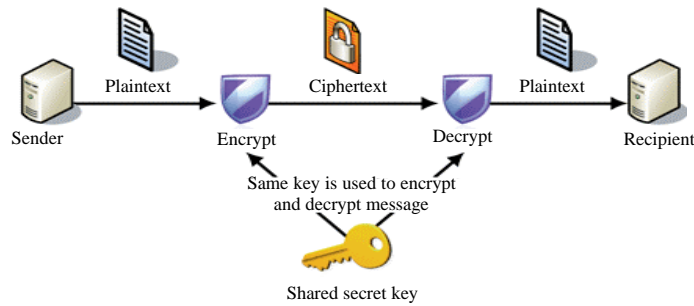 Plaintext
Ciphertext
Plaintext
Sender
Encrypt
Decrypt
Recipient
Same key is used to encrypt
and decrypt message
Shared secret key